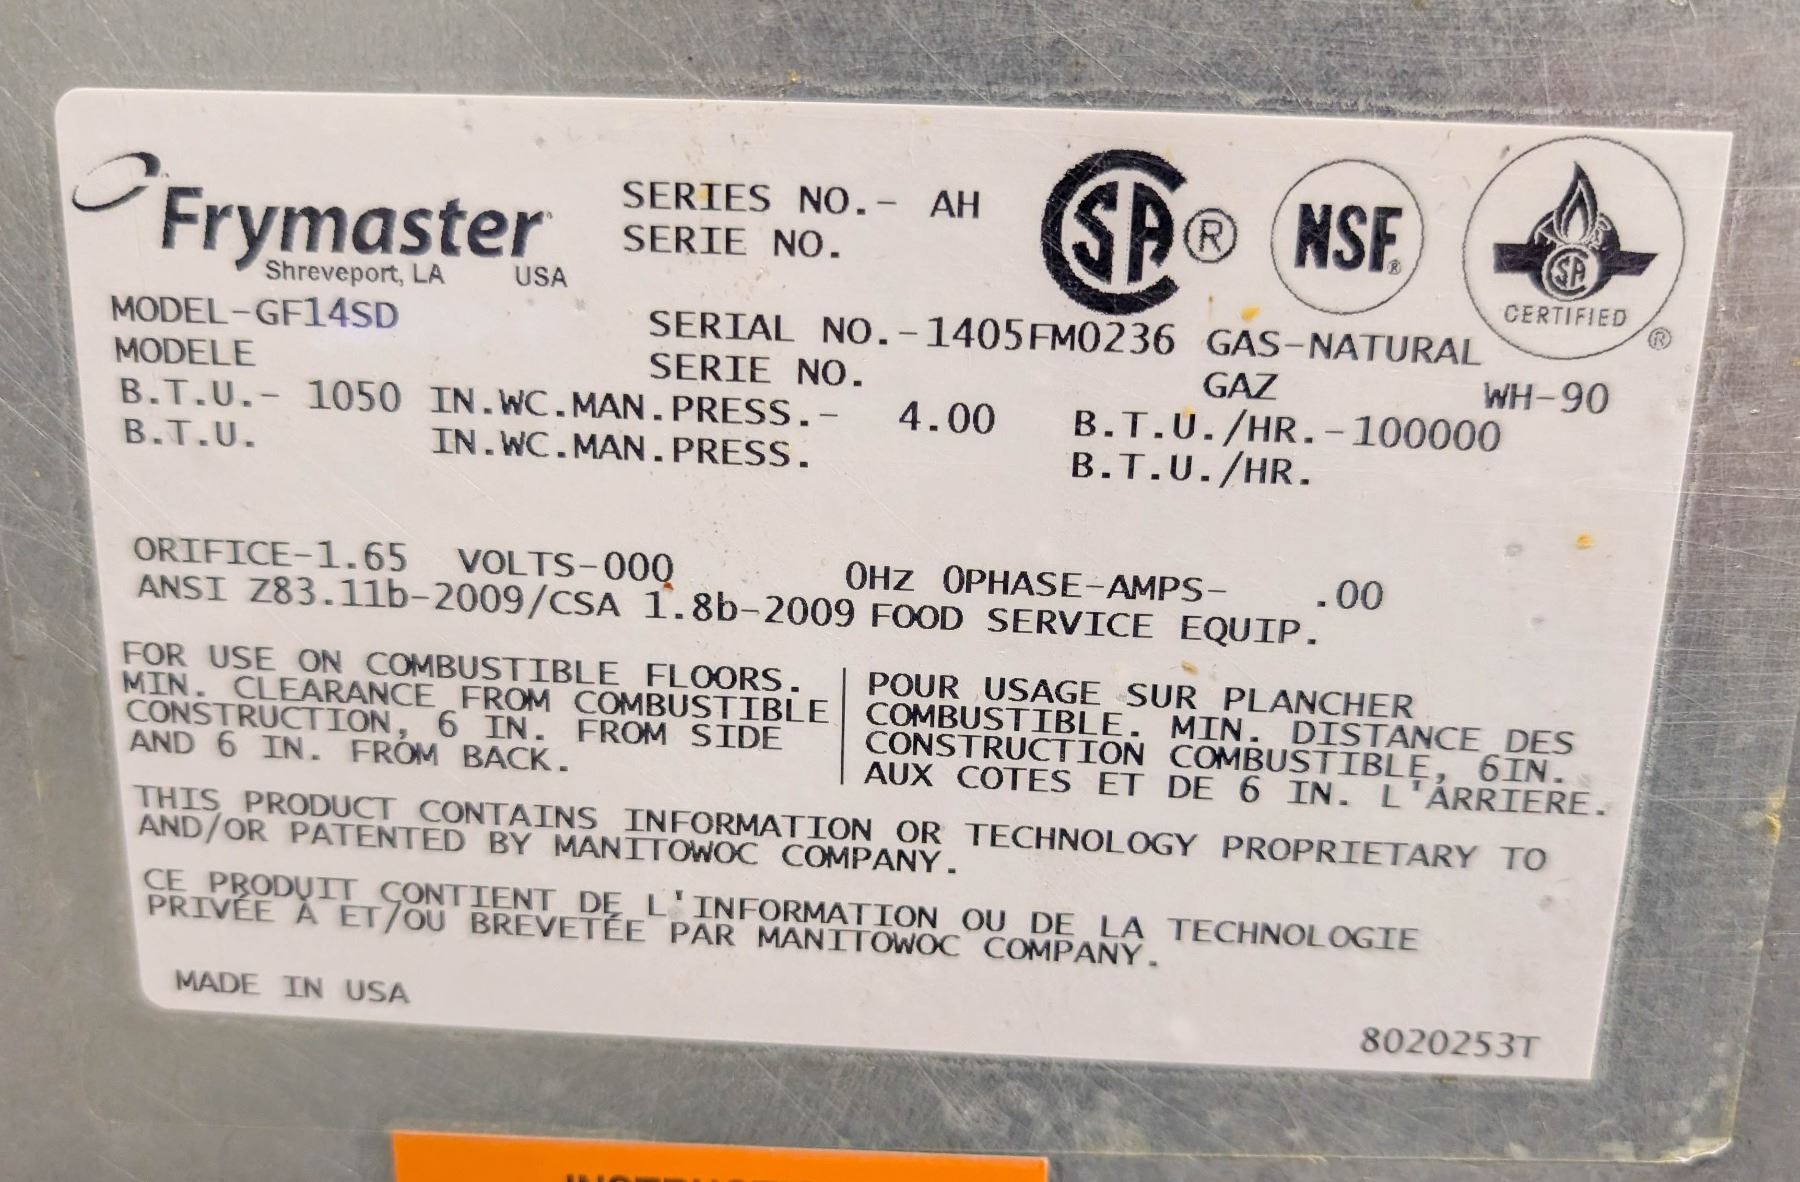 Frymaster
Shreveport, LA USA
SERIES NO.- AH
SERIE NO.
SA ®
NSF®
SA
CERTIFIED ®
MODEL-GF14SD
MODELE
SERIAL NO.-1405FM0236
SERIE NO.
GAS-NATURAL
GAZ
WH-90
B.T.U.- 1050 IN.WC.MAN.PRESS.- 4.00 B.T.U./HR.-100000
B.T.U. IN.WC.MAN.PRESS. B.T.U./HR.
ORIFICE-1.65 VOLTS-000 0HZ 0PHASE-AMPS- .00
ANSI Z83.11b-2009/CSA 1.8b-2009 FOOD SERVICE EQUIP.
FOR USE ON COMBUSTIBLE FLOORS.
MIN. CLEARANCE FROM COMBUSTIBLE
CONSTRUCTION, 6 IN. FROM SIDE
AND 6 IN. FROM BACK.
POUR USAGE SUR PLANCHER
COMBUSTIBLE. MIN. DISTANCE DES
CONSTRUCTION COMBUSTIBLE, 6IN.
AUX COTES ET DE 6 IN. L'ARRIERE.
THIS PRODUCT CONTAINS INFORMATION OR TECHNOLOGY PROPRIETARY TO
AND/OR PATENTED BY MANITOWOC COMPANY.
CE PRODUIT CONTIENT DE L'INFORMATION OU DE LA TECHNOLOGIE
PRIVÉE À ET/OU BREVETÉE PAR MANITOWOC COMPANY.
MADE IN USA
8020253T